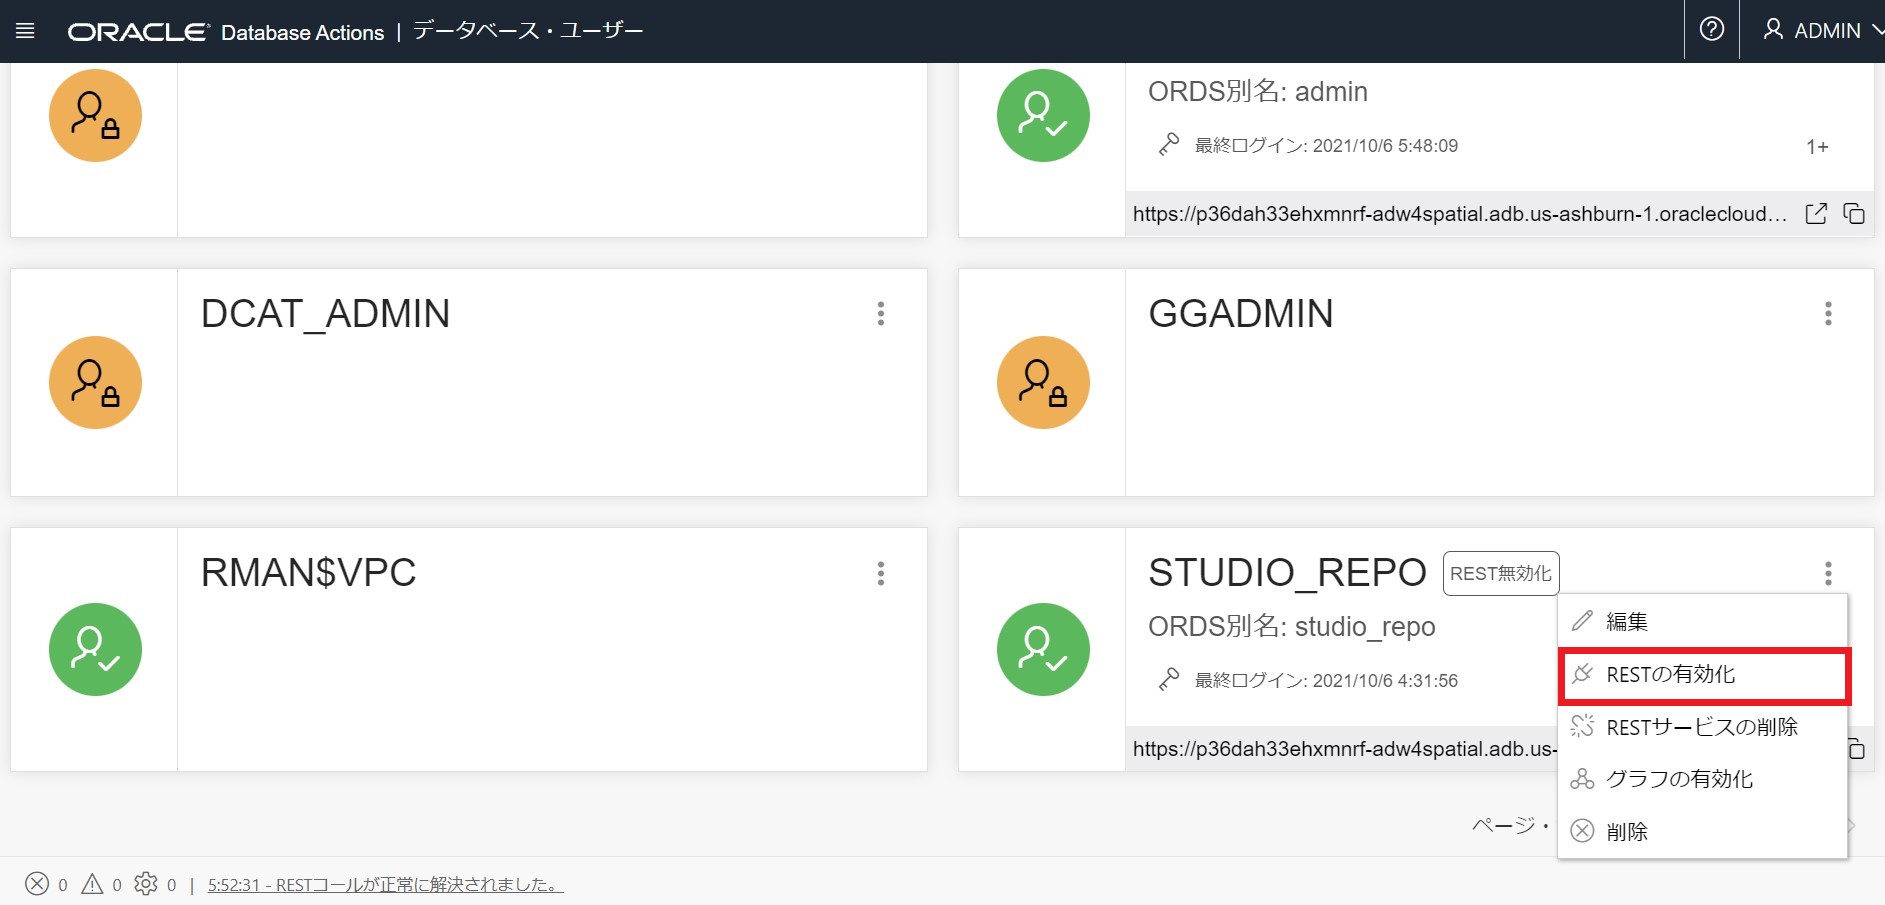 ORACLE Database Actions | データベース・ユーザー
ADMIN
ORDS別名: admin
最終ログイン: 2021/10/6 5:48:09
1+
https://p36dah33ehxmnrf-adw4spatial.adb.us-ashburn-1.oraclecloud…
DCAT_ADMIN
GGADMIN
RMAN$VPC
STUDIO_REPO REST無効化
ORDS別名: studio_repo
最終ログイン: 2021/10/6 4:31:56
https://p36dah33ehxmnrf-adw4spatial.adb.us-
編集
RESTの有効化
RESTサービスの削除
グラフの有効化
削除
ページ・
0 0 0 | 5:52:31 - RESTコールが正常に解決されました。